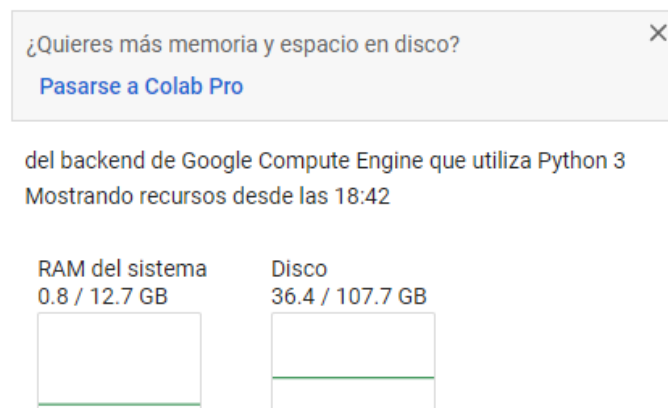 ¿Quieres más memoria y espacio en disco?
Pasarse a Colab Pro
del backend de Google Compute Engine que utiliza Python 3
Mostrando recursos desde las 18:42
RAM del sistema
0.8 / 12.7 GB
Disco
36.4 / 107.7 GB